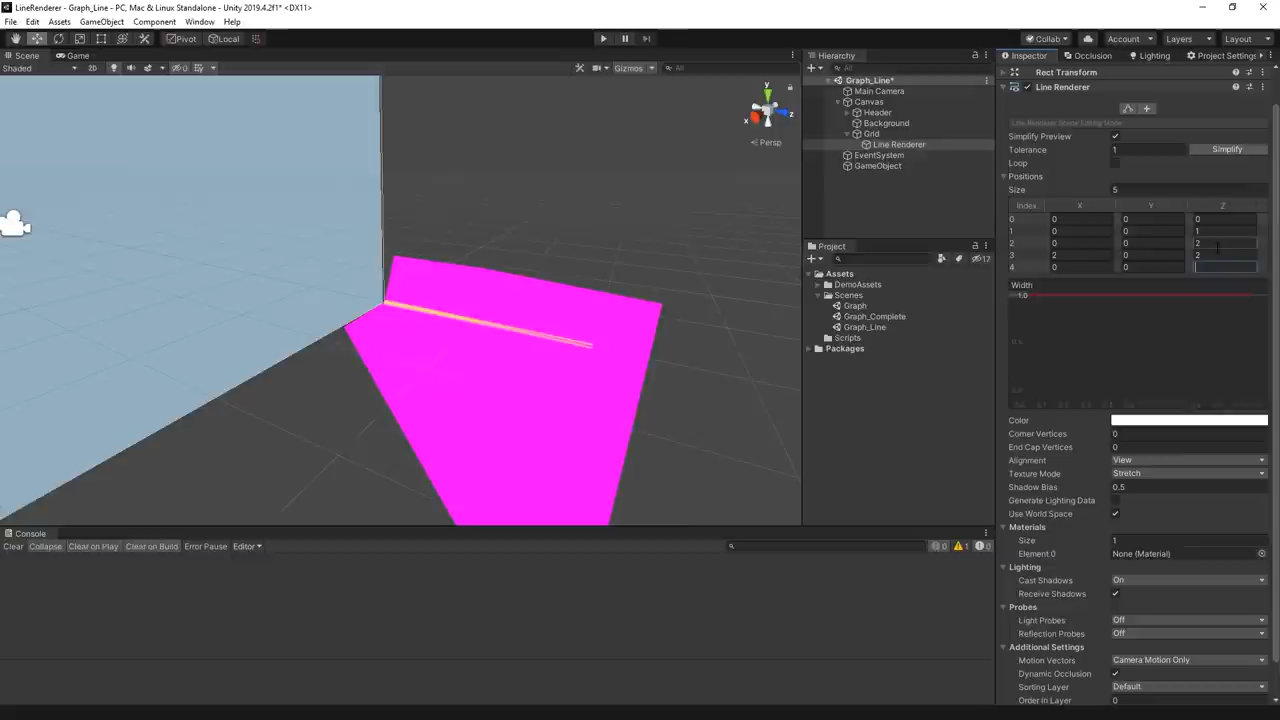 LineRenderer - Graph_Line - PC, Mac & Linux Standalone - Unity 2019.4.2f1* <DX11>
File Edit Assets GameObject Component Window Help
Pivot Local Collab Account Layers Layout
Scene Game
Shaded 2D 0 Gizmos All
y
x z
Persp
Hierarchy
All
Graph_Line*
Main Camera
Canvas
Header
Background
Grid
Line Renderer
EventSystem
GameObject
Project
17
Assets
DemoAssets
Scenes
Graph
Graph_Complete
Graph_Line
Scripts
Packages
Inspector Occlusion Lighting Project Settings
Rect Transform
Line Renderer
Line Renderer Scene Editing Mode
Simplify Preview
Tolerance 1 Simplify
Loop
Positions
Size 5
Index X Y Z
0 0 0 0
1 0 0 1
2 0 0 2
3 2 0 2
4 0 0
Width
1.0
Color
Corner Vertices 0
End Cap Vertices 0
Alignment View
Texture Mode Stretch
Shadow Bias 0.5
Generate Lighting Data
Use World Space
Materials
Size 1
Element 0 None (Material)
Lighting
Cast Shadows On
Receive Shadows
Probes
Light Probes Off
Reflection Probes Off
Additional Settings
Motion Vectors Camera Motion Only
Dynamic Occlusion
Sorting Layer Default
Order in Layer 0
Console
Clear Collapse Clear on Play Clear on Build Error Pause Editor 0 1 0